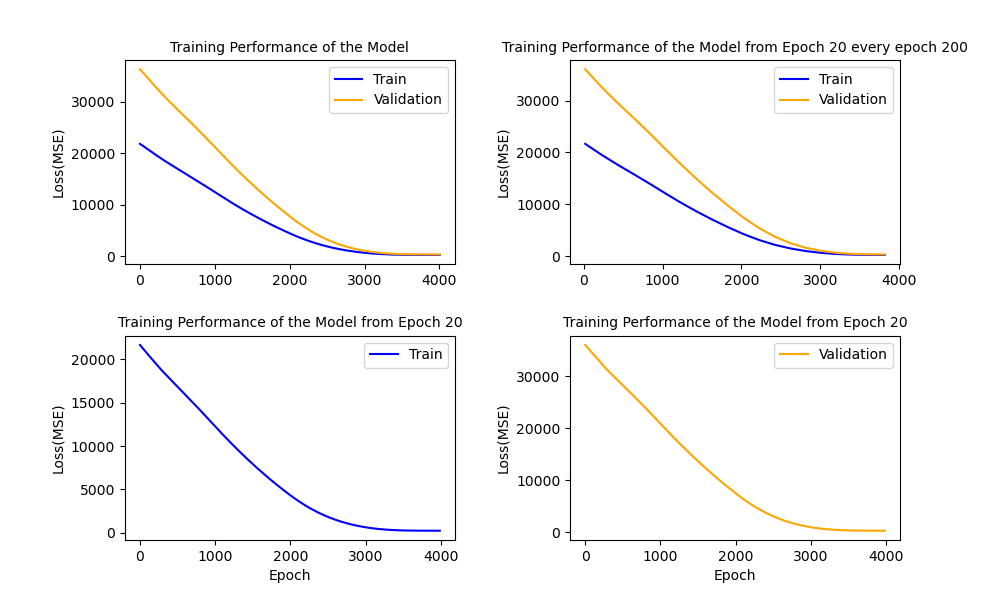 Training Performance of the Model
Training Performance of the Model from Epoch 20 every epoch 200
Loss(MSE)
30000
20000
10000
0
Train
Validation
0 1000 2000 3000 4000
Loss(MSE)
30000
20000
10000
0
Train
Validation
0 1000 2000 3000 4000
Training Performance of the Model from Epoch 20
Training Performance of the Model from Epoch 20
Loss(MSE)
20000
15000
10000
5000
0
Train
0 1000 2000 3000 4000
Epoch
Loss(MSE)
30000
20000
10000
0
Validation
0 1000 2000 3000 4000
Epoch